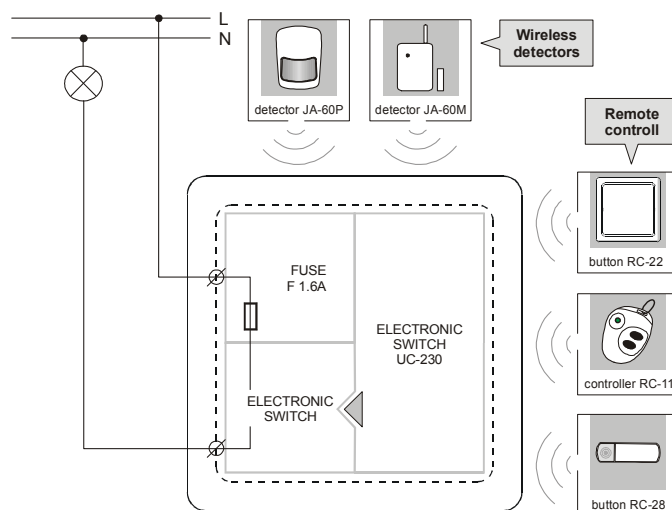 L
N
Wireless
detectors
detector JA-60P
detector JA-60M
Remote
controll
button RC-22
FUSE
F 1.6A
ELECTRONIC
SWITCH
UC-230
controller RC-11
ELECTRONIC
SWITCH
button RC-28